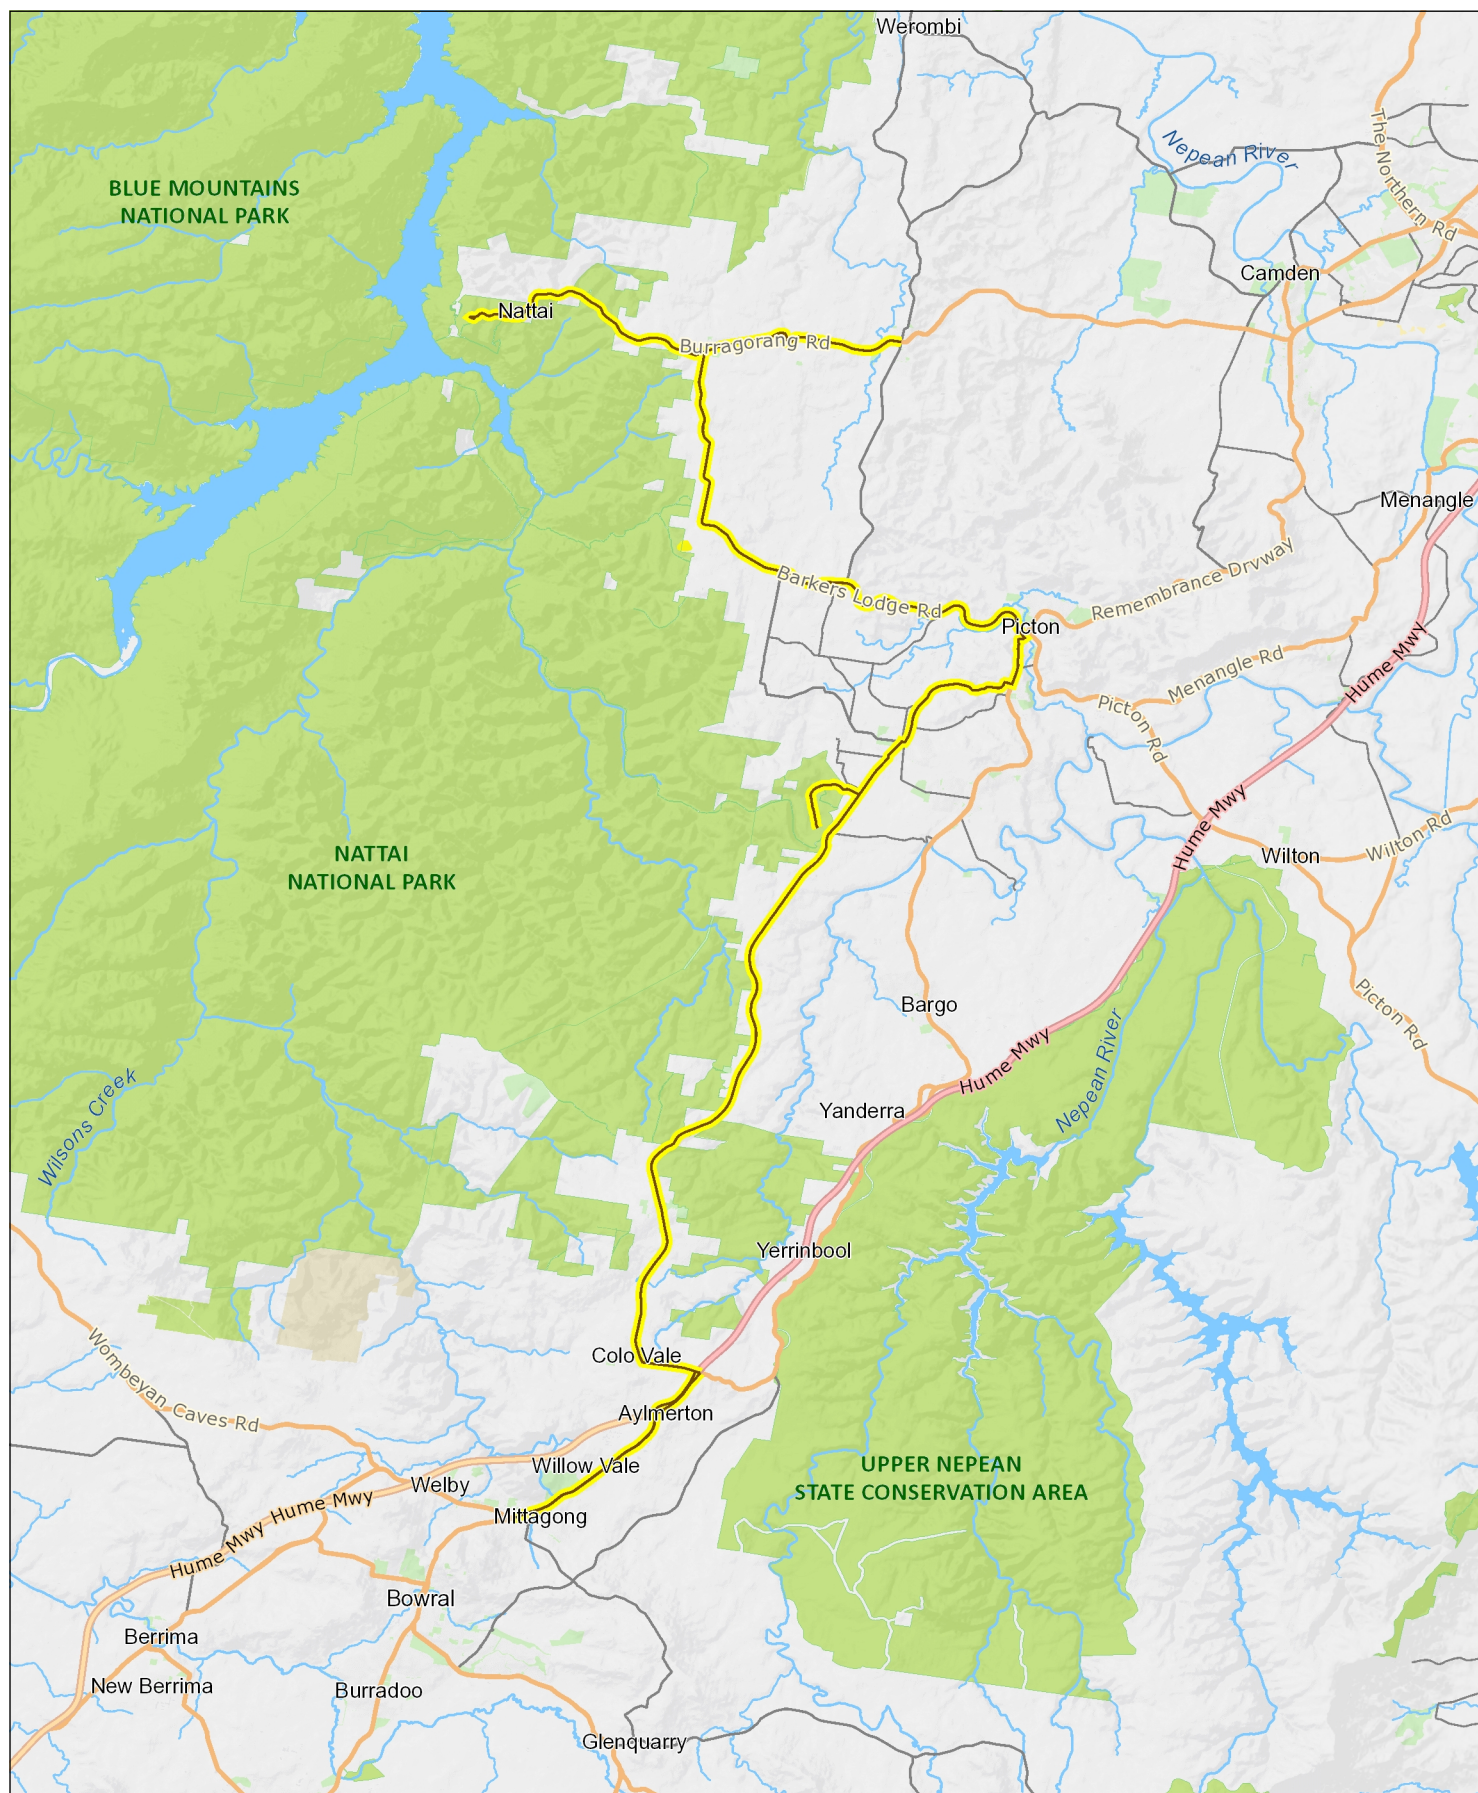 Werombi
Nepean River
The Northern Rd
BLUE MOUNTAINS
NATIONAL PARK
Camden
Nattai
Burragorang Rd
Menangle
Remembrance Drvway
Barkers Lodge Rd
Picton
Hume Mwy
Menangle Rd
Picton Rd
Hume Mwy
Wilton Rd
Wilton
NATTAI
NATIONAL PARK
Bargo
Picton Rd
Hume Mwy
Nepean River
Wilsons Creek
Yanderra
Yerrinbool
Colo Vale
Wombeyan Caves Rd
Aylmerton
Willow Vale
UPPER NEPEAN
STATE CONSERVATION AREA
Welby
Hume Mwy
Hume Mwy
Mittagong
Bowral
Berrima
New Berrima
Burradoo
Glenquarry